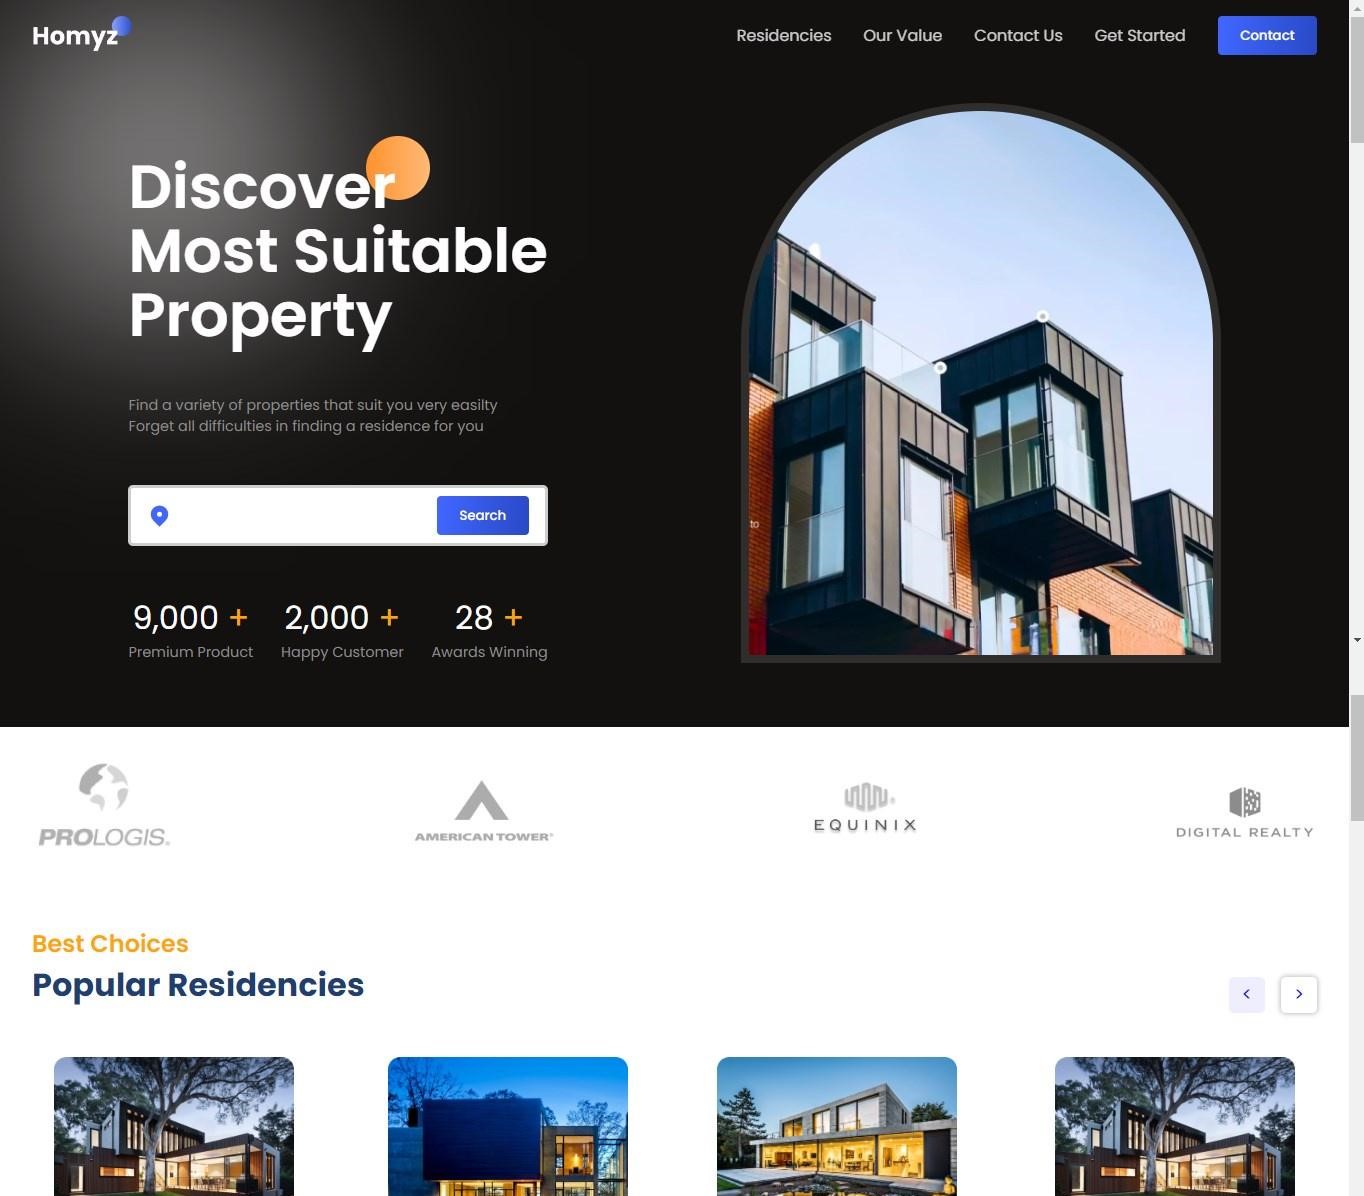 Homyz
Residencies
Our Value
Contact Us
Get Started
Contact
Discover
Most Suitable
Property
Find a variety of properties that suit you very easilty
Forget all difficulties in finding a residence for you
Search
9,000 +
2,000 +
28 +
Premium Product
Happy Customer
Awards Winning
to
PROLOGIS®
AMERICAN TOWER®
EQUINIX
DIGITAL REALTY
Best Choices
Popular Residencies